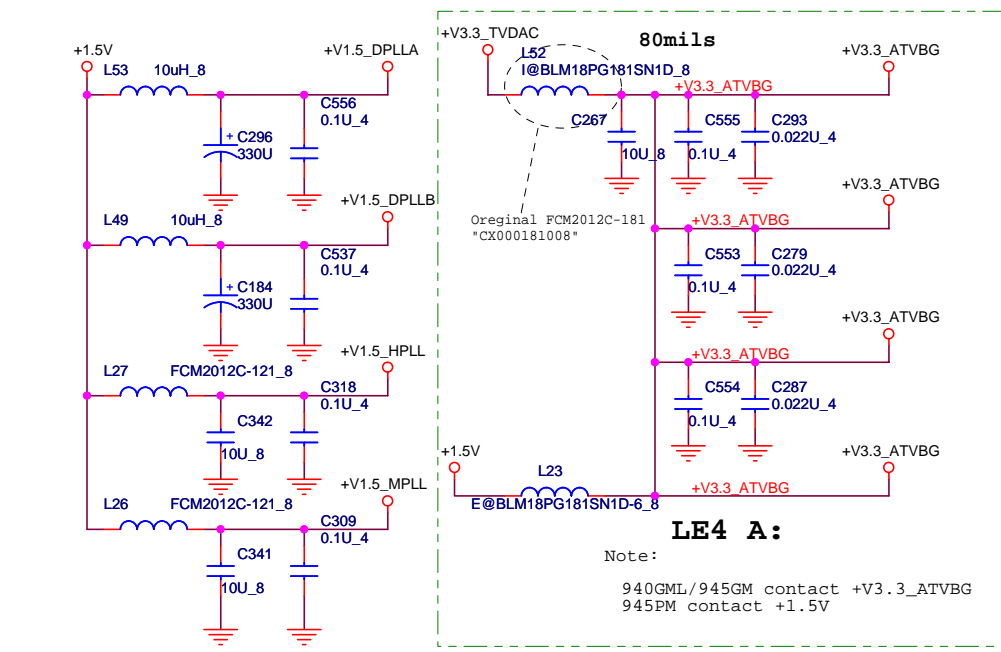 +1.5V
L53
10uH_8
+V1.5_DPLLA
C556
0.1U_4
+ C296
330U
L49
10uH_8
+V1.5_DPLLB
C537
0.1U_4
+ C184
330U
L27
FCM2012C-121_8
+V1.5_HPLL
C318
0.1U_4
C342
10U_8
L26
FCM2012C-121_8
+V1.5_MPLL
C309
0.1U_4
C341
10U_8
+V3.3_TVDAC
L52
I@BLM18PG181SN1D_8
80mils
+V3.3_ATVBG
+V3.3_ATVBG
C267
10U_8
C555
0.1U_4
C293
0.022U_4
Oreginal FCM2012C-181
"CX000181008"
+V3.3_ATVBG
+V3.3_ATVBG
C553
0.1U_4
C279
0.022U_4
+V3.3_ATVBG
+V3.3_ATVBG
C554
0.1U_4
C287
0.022U_4
+1.5V
L23
E@BLM18PG181SN1D-6_8
+V3.3_ATVBG
+V3.3_ATVBG
LE4 A:
Note:
940GML/945GM contact +V3.3_ATVBG
945PM contact +1.5V